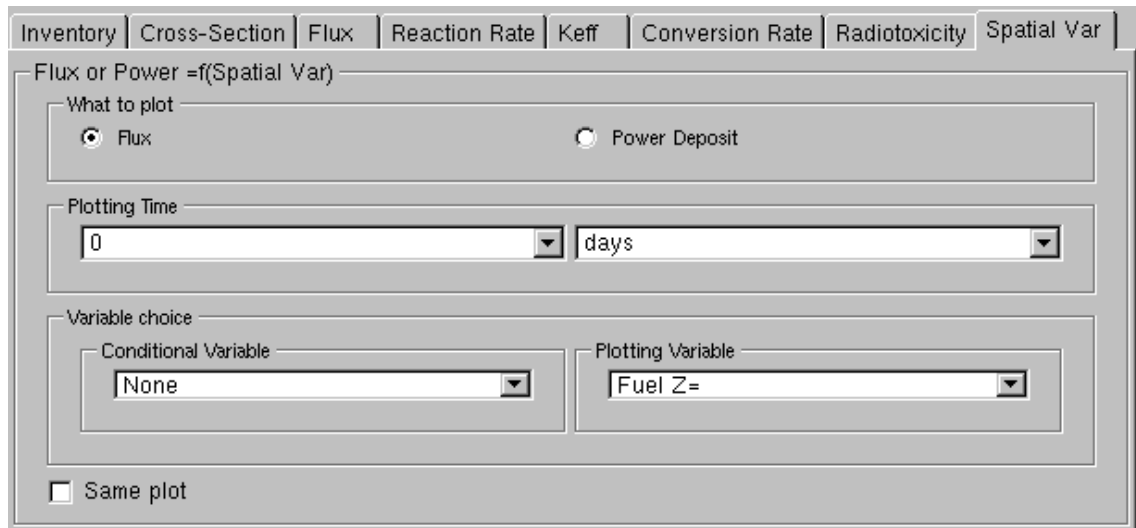 Inventory Cross-Section Flux Reaction Rate Keff Conversion Rate Radiotoxicity Spatial Var
Flux or Power =f(Spatial Var)
What to plot
Flux Power Deposit
Plotting Time
0 days
Variable choice
Conditional Variable Plotting Variable
None Fuel Z=
Same plot